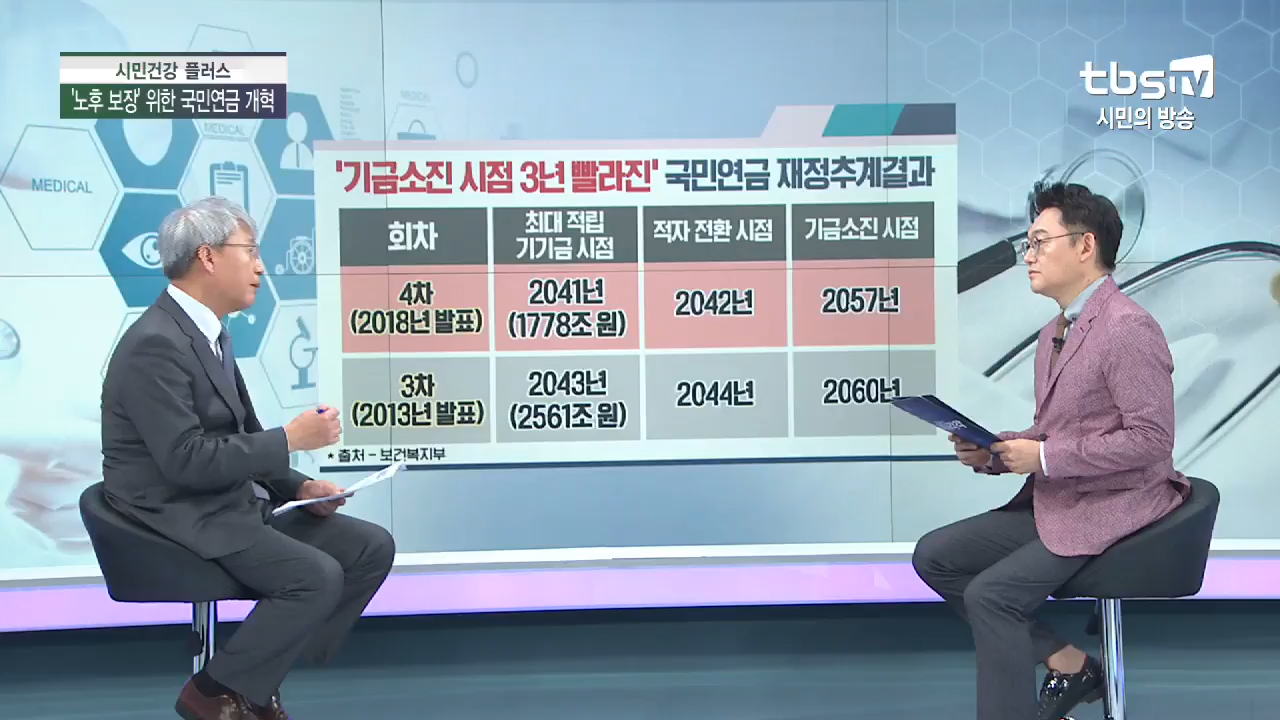 시민건강 플러스
'노후 보장' 위한 국민연금 개혁
tbsTV
시민의 방송
MEDICAL
MEDICAL
MEDICAL
'기금소진 시점 3년 빨라진' 국민연금 재정추계결과
회차
최대 적립
기기금 시점
적자 전환 시점
기금소진 시점
4차
(2018년 발표)
2041년
(1778조 원)
2042년
2057년
3차
(2013년 발표)
2043년
(2561조 원)
2044년
2060년
* 출처 - 보건복지부